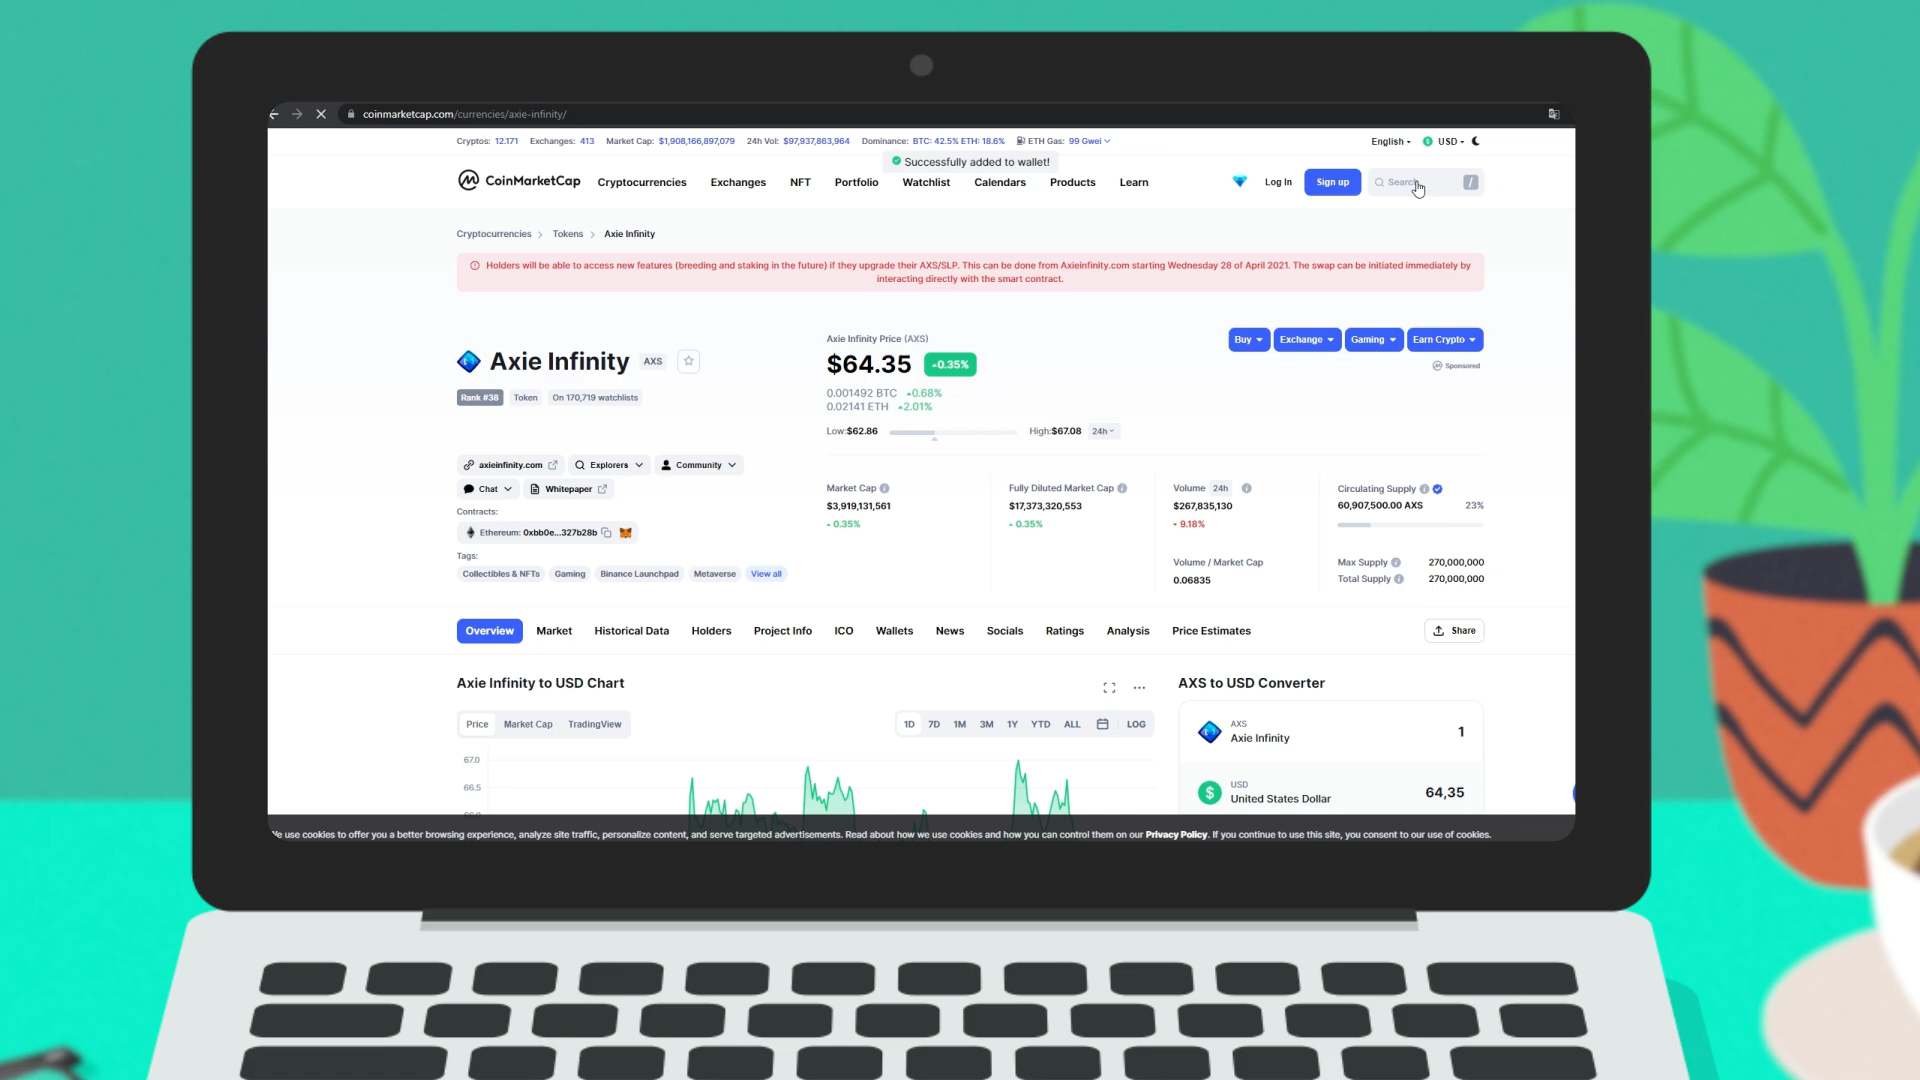 coinmarketcap.com/currencies/axie-infinity/
Cryptos: 12.171 Exchanges: 413 Market Cap: $1,908,166,897,079 24h Vol: $97,937,863,964 Dominance: BTC: 42.5% ETH: 18.6% ETH Gas: 99 Gwei English USD
Successfully added to wallet!
CoinMarketCap Cryptocurrencies Exchanges NFT Portfolio Watchlist Calendars Products Learn Log In Sign up Search /
Cryptocurrencies > Tokens > Axie Infinity
Holders will be able to access new features (breeding and staking in the future) if they upgrade their AXS/SLP. This can be done from Axieinfinity.com starting Wednesday 28 of April 2021. The swap can be initiated immediately by
interacting directly with the smart contract.
Axie Infinity AXS
Rank #38 Token On 170,719 watchlists
axieinfinity.com Explorers Community
Chat Whitepaper
Contracts:
Ethereum: 0xbb0e...327b28b
Tags:
Collectibles & NFTs Gaming Binance Launchpad Metaverse View all
Axie Infinity Price (AXS)
$64.35 0.35%
0.001492 BTC 0.68%
0.02141 ETH 2.01%
Low:$62.86 High:$67.08 24h
Buy Exchange Gaming Earn Crypto
Sponsored
Market Cap
$3,919,131,561
0.35%
Fully Diluted Market Cap
$17,373,320,553
0.35%
Volume 24h
$267,835,130
9.18%
Volume / Market Cap
0.06835
Circulating Supply
60,907,500.00 AXS 23%
Max Supply 270,000,000
Total Supply 270,000,000
Overview Market Historical Data Holders Project Info ICO Wallets News Socials Ratings Analysis Price Estimates Share
Axie Infinity to USD Chart
Price Market Cap TradingView 1D 7D 1M 3M 1Y YTD ALL LOG
67.0
66.5
AXS to USD Converter
AXS
Axie Infinity 1
USD
United States Dollar 64,35
use cookies to offer you a better browsing experience, analyze site traffic, personalize content, and serve targeted advertisements. Read about how we use cookies and how you can control them on our Privacy Policy. If you continue to use this site, you consent to our use of cookies.